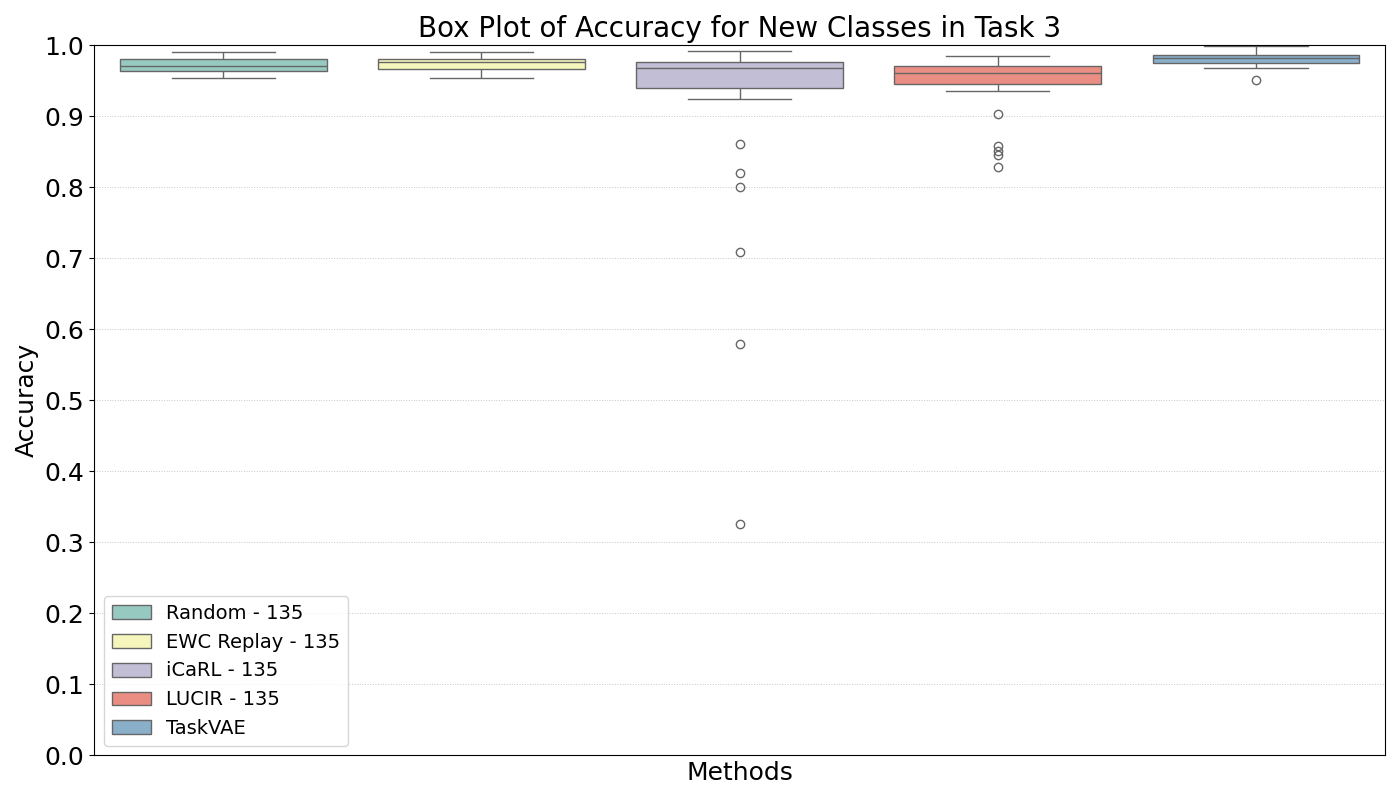 Box Plot of Accuracy for New Classes in Task 3
1.0
0.9
0.8
0.7
0.6
0.5
0.4
0.3
0.2
0.1
0.0
Accuracy
Random - 135
EWC Replay - 135
iCaRL - 135
LUCIR - 135
TaskVAE
Methods